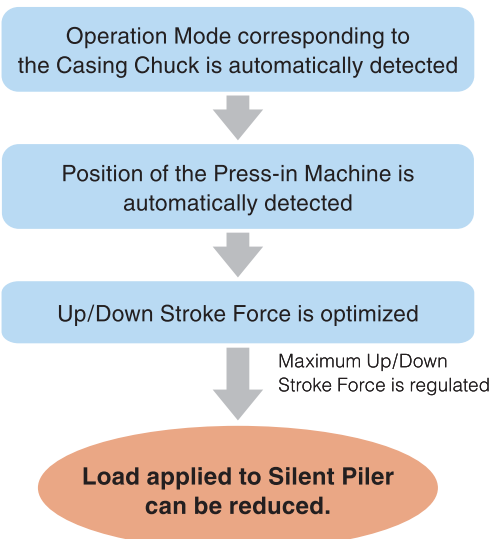 Operation Mode corresponding to
the Casing Chuck is automatically detected
Position of the Press-in Machine is
automatically detected
Up/Down Stroke Force is optimized
Maximum Up/Down
Stroke Force is regulated
Load applied to Silent Piler
can be reduced.